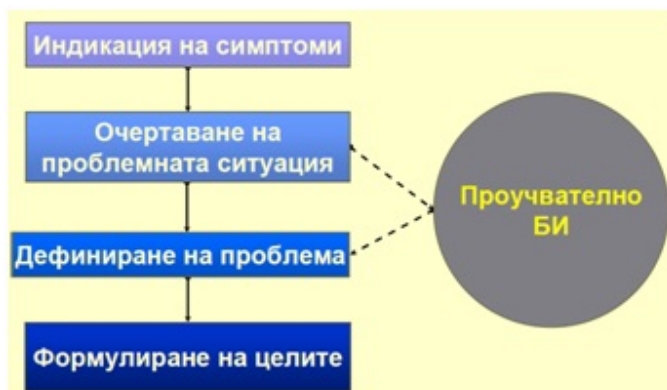 Индикация на симптоми
Очертаване на
проблемната ситуация
Дефиниране на проблема
Формулиране на целите
Проучвателно
БИ